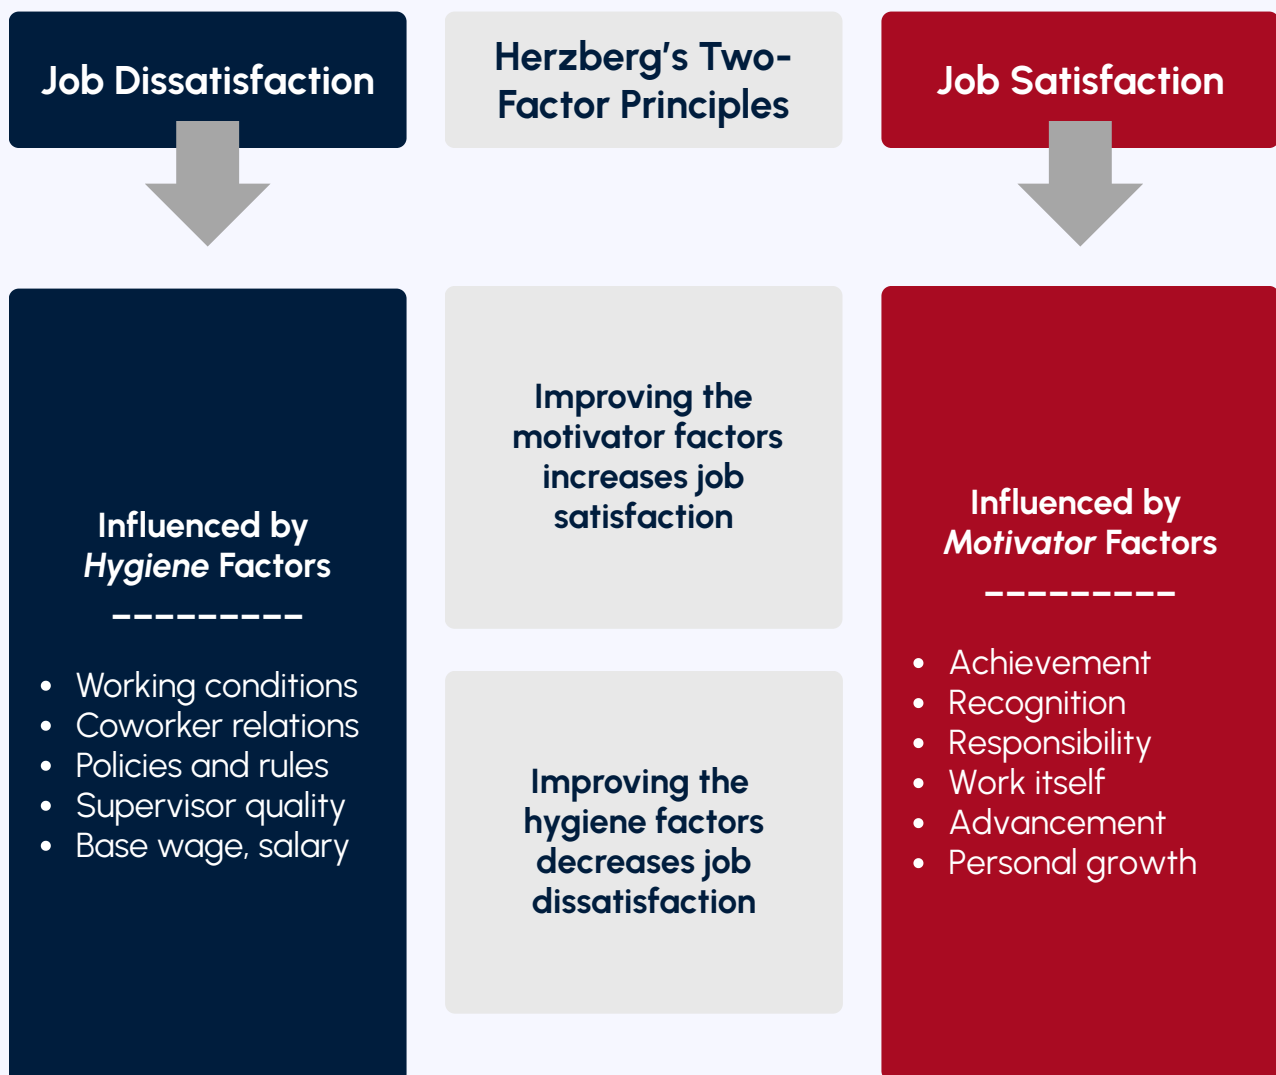 Job Dissatisfaction
Herzberg's Two-
Factor Principles
Job Satisfaction
Influenced by
Hygiene Factors
---------
• Working conditions
• Coworker relations
• Policies and rules
• Supervisor quality
• Base wage, salary
Improving the
motivator factors
increases job
satisfaction
Improving the
hygiene factors
decreases job
dissatisfaction
Influenced by
Motivator Factors
---------
• Achievement
• Recognition
• Responsibility
• Work itself
• Advancement
• Personal growth